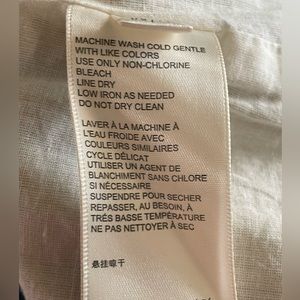 MACHINE WASH COLD GENTLE
WITH LIKE COLORS
USE ONLY NON-CHLORINE
BLEACH
LINE DRY
LOW IRON AS NEEDED
DO NOT DRY CLEAN
LAVER À LA MACHINE À
L'EAU FROIDE AVEC
COULEURS SIMILAIRES
CYCLE DÉLICAT
UTILISER UN AGENT DE
BLANCHIMENT SANS CHLORE
SI NÉCESSAIRE
SUSPENDRE POUR SECHER
REPASSER, AU BESOIN, À
TRÈS BASSE TEMPÉRATURE
NE PAS NETTOYER À SEC
悬挂晾干